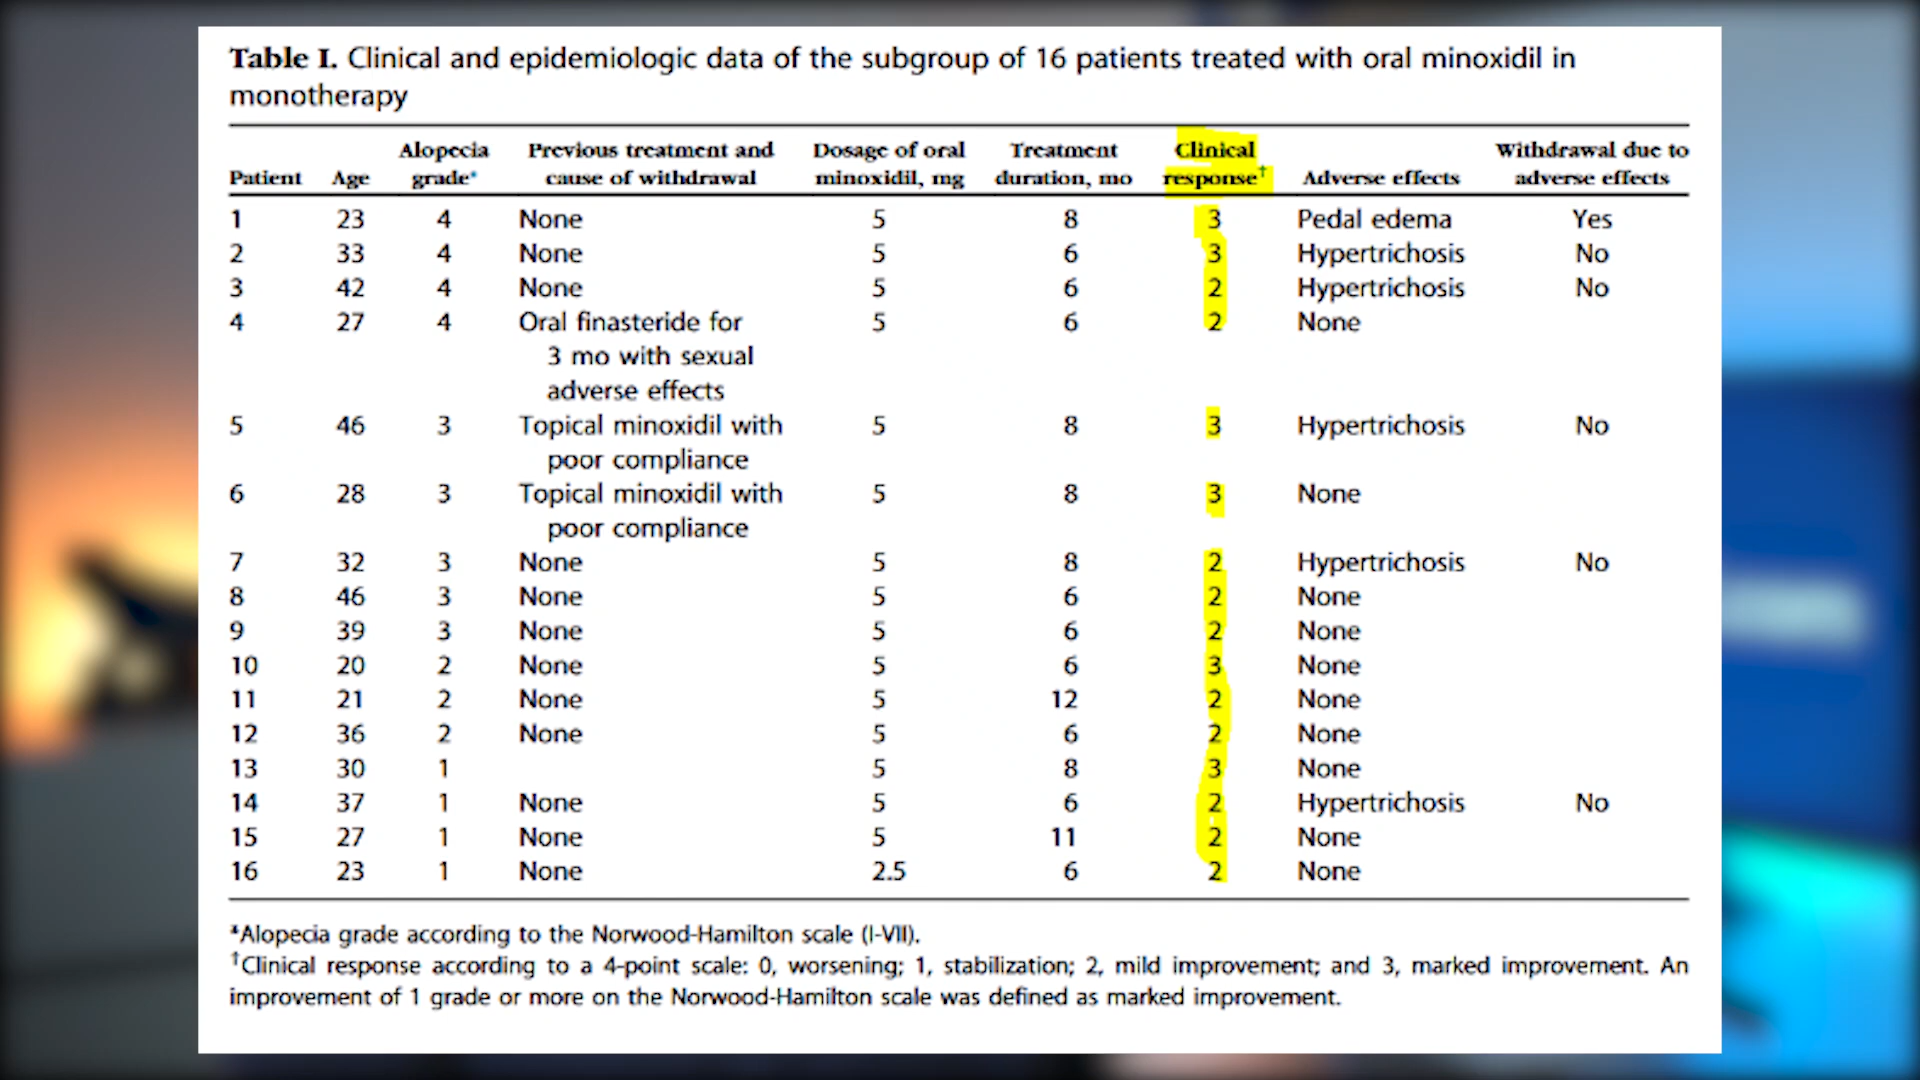 Table I. Clinical and epidemiologic data of the subgroup of 16 patients treated with oral minoxidil in
monotherapy
Patient Age Alopecia grade* Previous treatment and cause of withdrawal Dosage of oral minoxidil, mg Treatment duration, mo Clinical response† Adverse effects Withdrawal due to adverse effects
1 23 4 None 5 8 3 Pedal edema Yes
2 33 4 None 5 6 3 Hypertrichosis No
3 42 4 None 5 6 2 Hypertrichosis No
4 27 4 Oral finasteride for 5 6 2 None
3 mo with sexual
adverse effects
5 46 3 Topical minoxidil with 5 8 3 Hypertrichosis No
poor compliance
6 28 3 Topical minoxidil with 5 8 3 None
poor compliance
7 32 3 None 5 8 2 Hypertrichosis No
8 46 3 None 5 6 2 None
9 39 3 None 5 6 2 None
10 20 2 None 5 6 3 None
11 21 2 None 5 12 2 None
12 36 2 None 5 6 2 None
13 30 1 5 8 3 None
14 37 1 None 5 6 2 Hypertrichosis No
15 27 1 None 5 11 2 None
16 23 1 None 2.5 6 2 None
*Alopecia grade according to the Norwood-Hamilton scale (I-VII).
†Clinical response according to a 4-point scale: 0, worsening; 1, stabilization; 2, mild improvement; and 3, marked improvement. An
improvement of 1 grade or more on the Norwood-Hamilton scale was defined as marked improvement.